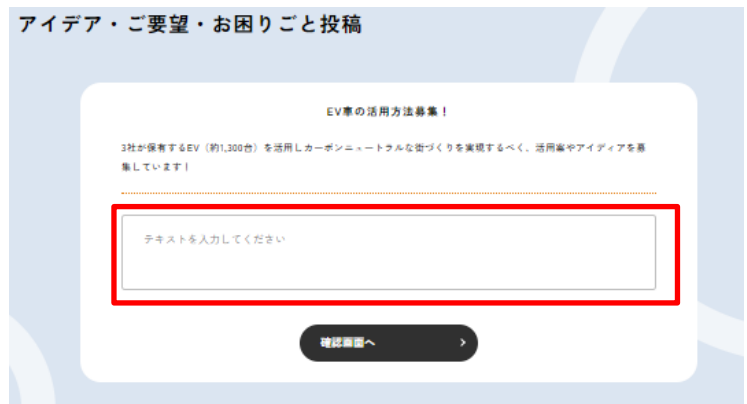 アイデア・ご要望・お困りごと投稿
EV車の活用方法募集！
3社が保有するEV（約1,300台）を活用しカーボンニュートラルな街づくりを実現するべく、活用案やアイディアを募
集しています！
テキストを入力してください
確認画面へ